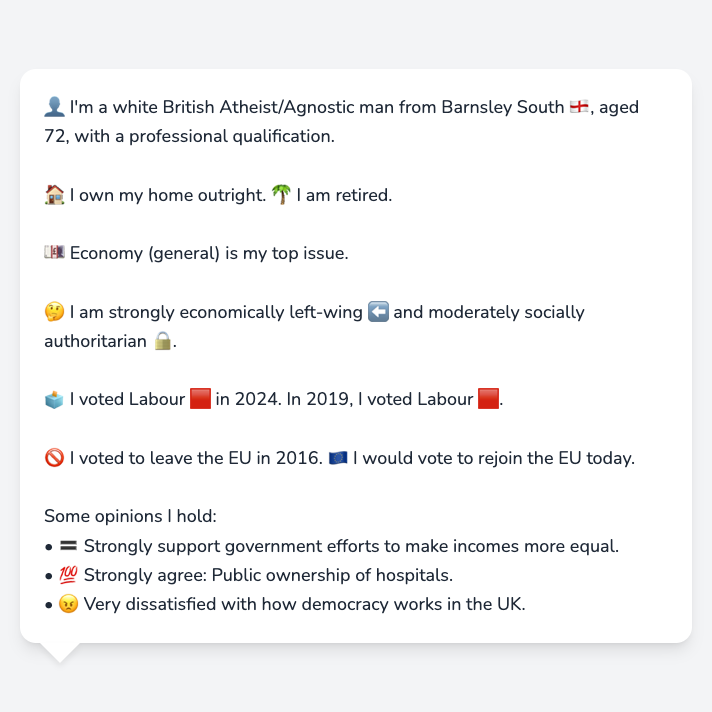 👤 I'm a white British Atheist/Agnostic man from Barnsley South 🏴󠁧󠁢󠁥󠁮󠁧󠁿, aged
72, with a professional qualification.
🏠 I own my home outright. 🌴 I am retired.
💷 Economy (general) is my top issue.
🤔 I am strongly economically left-wing ⬅️ and moderately socially
authoritarian 🔒.
🗳️ I voted Labour 🟥 in 2024. In 2019, I voted Labour 🟥.
🚫 I voted to leave the EU in 2016. 🇪🇺 I would vote to rejoin the EU today.
Some opinions I hold:
• 🟰 Strongly support government efforts to make incomes more equal.
• 💯 Strongly agree: Public ownership of hospitals.
• 😠 Very dissatisfied with how democracy works in the UK.